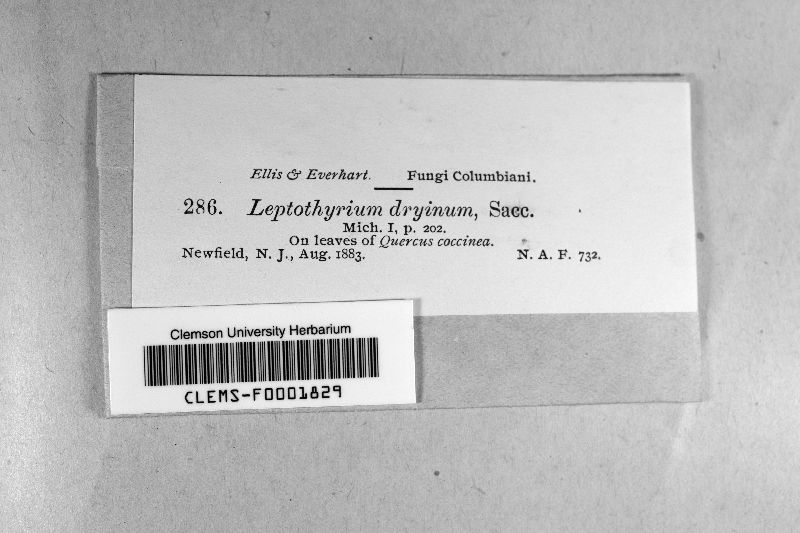 Ellis & Everhart. Fungi Columbiani.
286. Leptothyrium dryinum, Sacc.
Mich. I, p. 202.
On leaves of Quercus coccinea.
Newfield, N. J., Aug. 1883. N. A. F. 732.
Clemson University Herbarium
CLEMS-F0001829